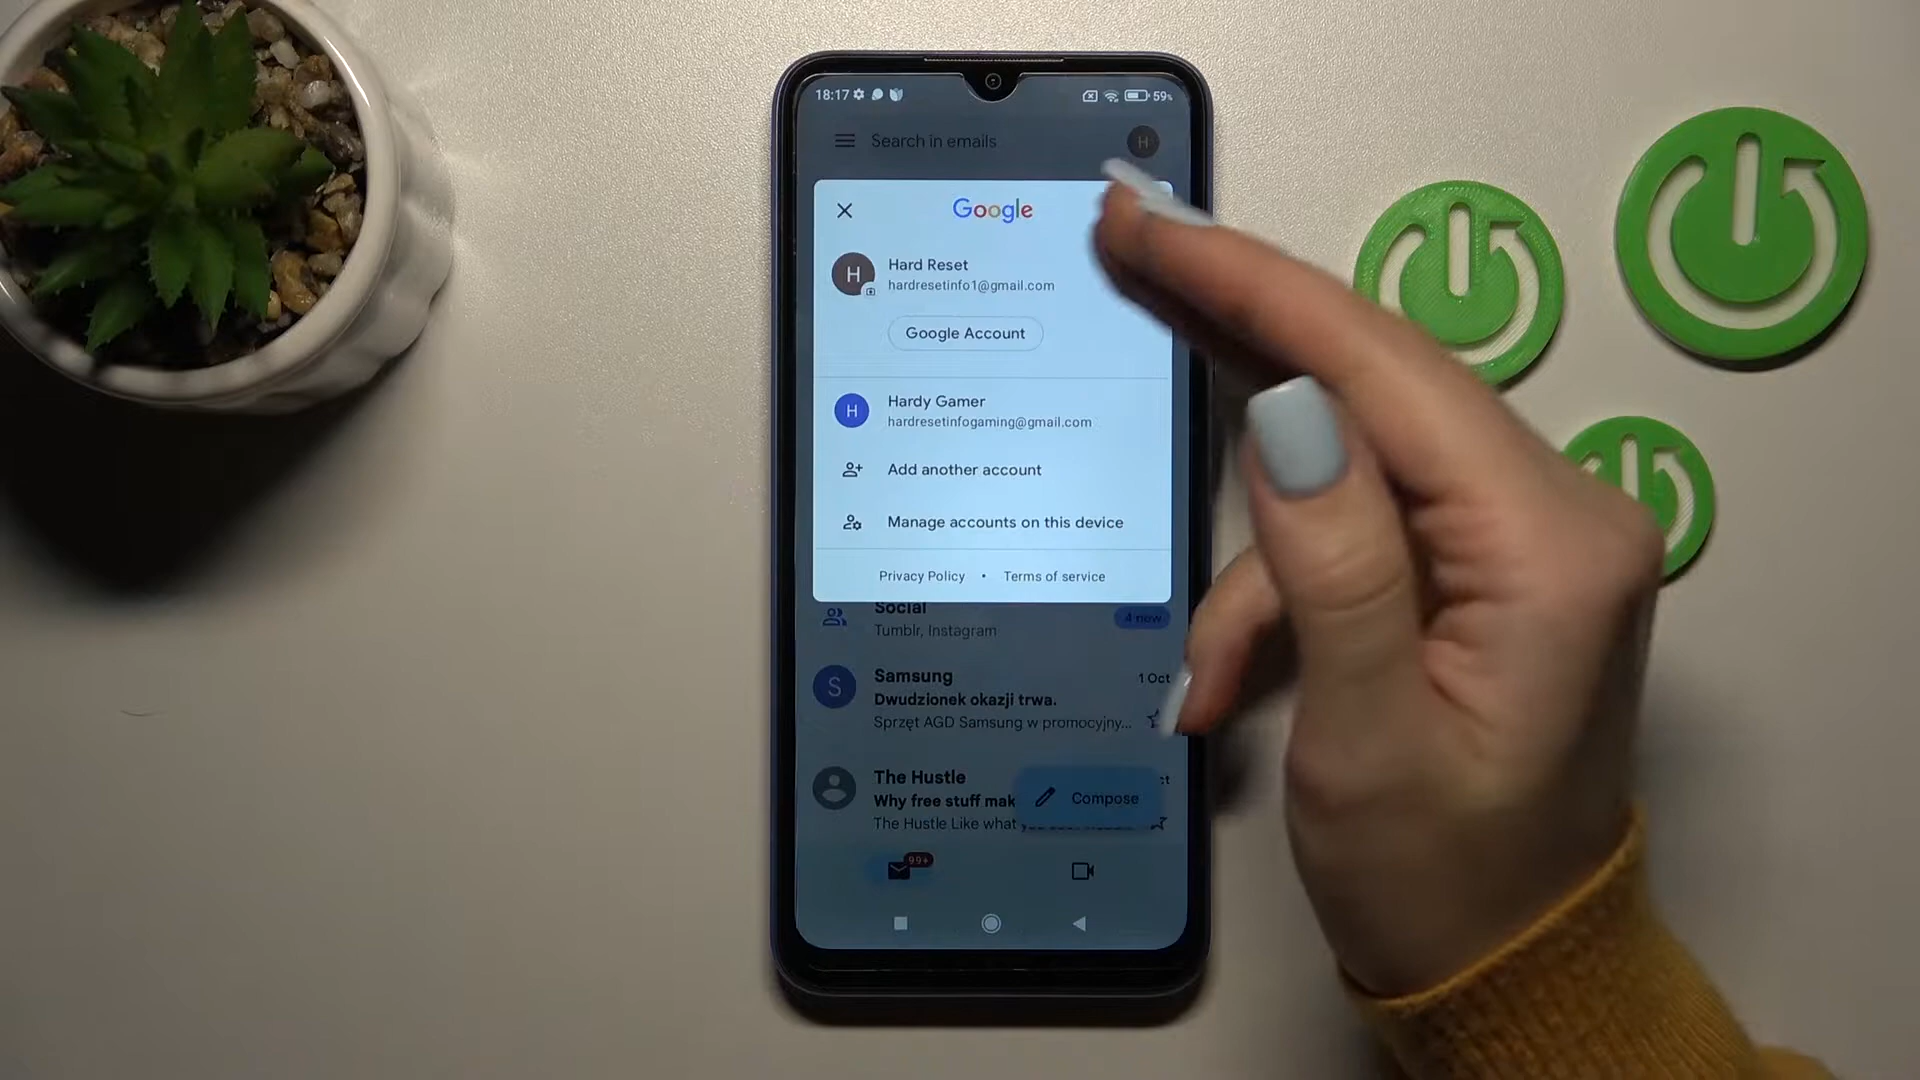 18:17
59%
Search in emails
H
Google
H
Hard Reset
hardresetinfo1@gmail.com
Google Account
H
Hardy Gamer
hardresetinfogaming@gmail.com
Add another account
Manage accounts on this device
Privacy Policy • Terms of service
Social
4 new
Tumblr, Instagram
S
Samsung
1 Oct
Dwudzionek okazji trwa.
Sprzęt AGD Samsung w promocyjny...
The Hustle
Why free stuff mak
Compose
The Hustle Like what
99+